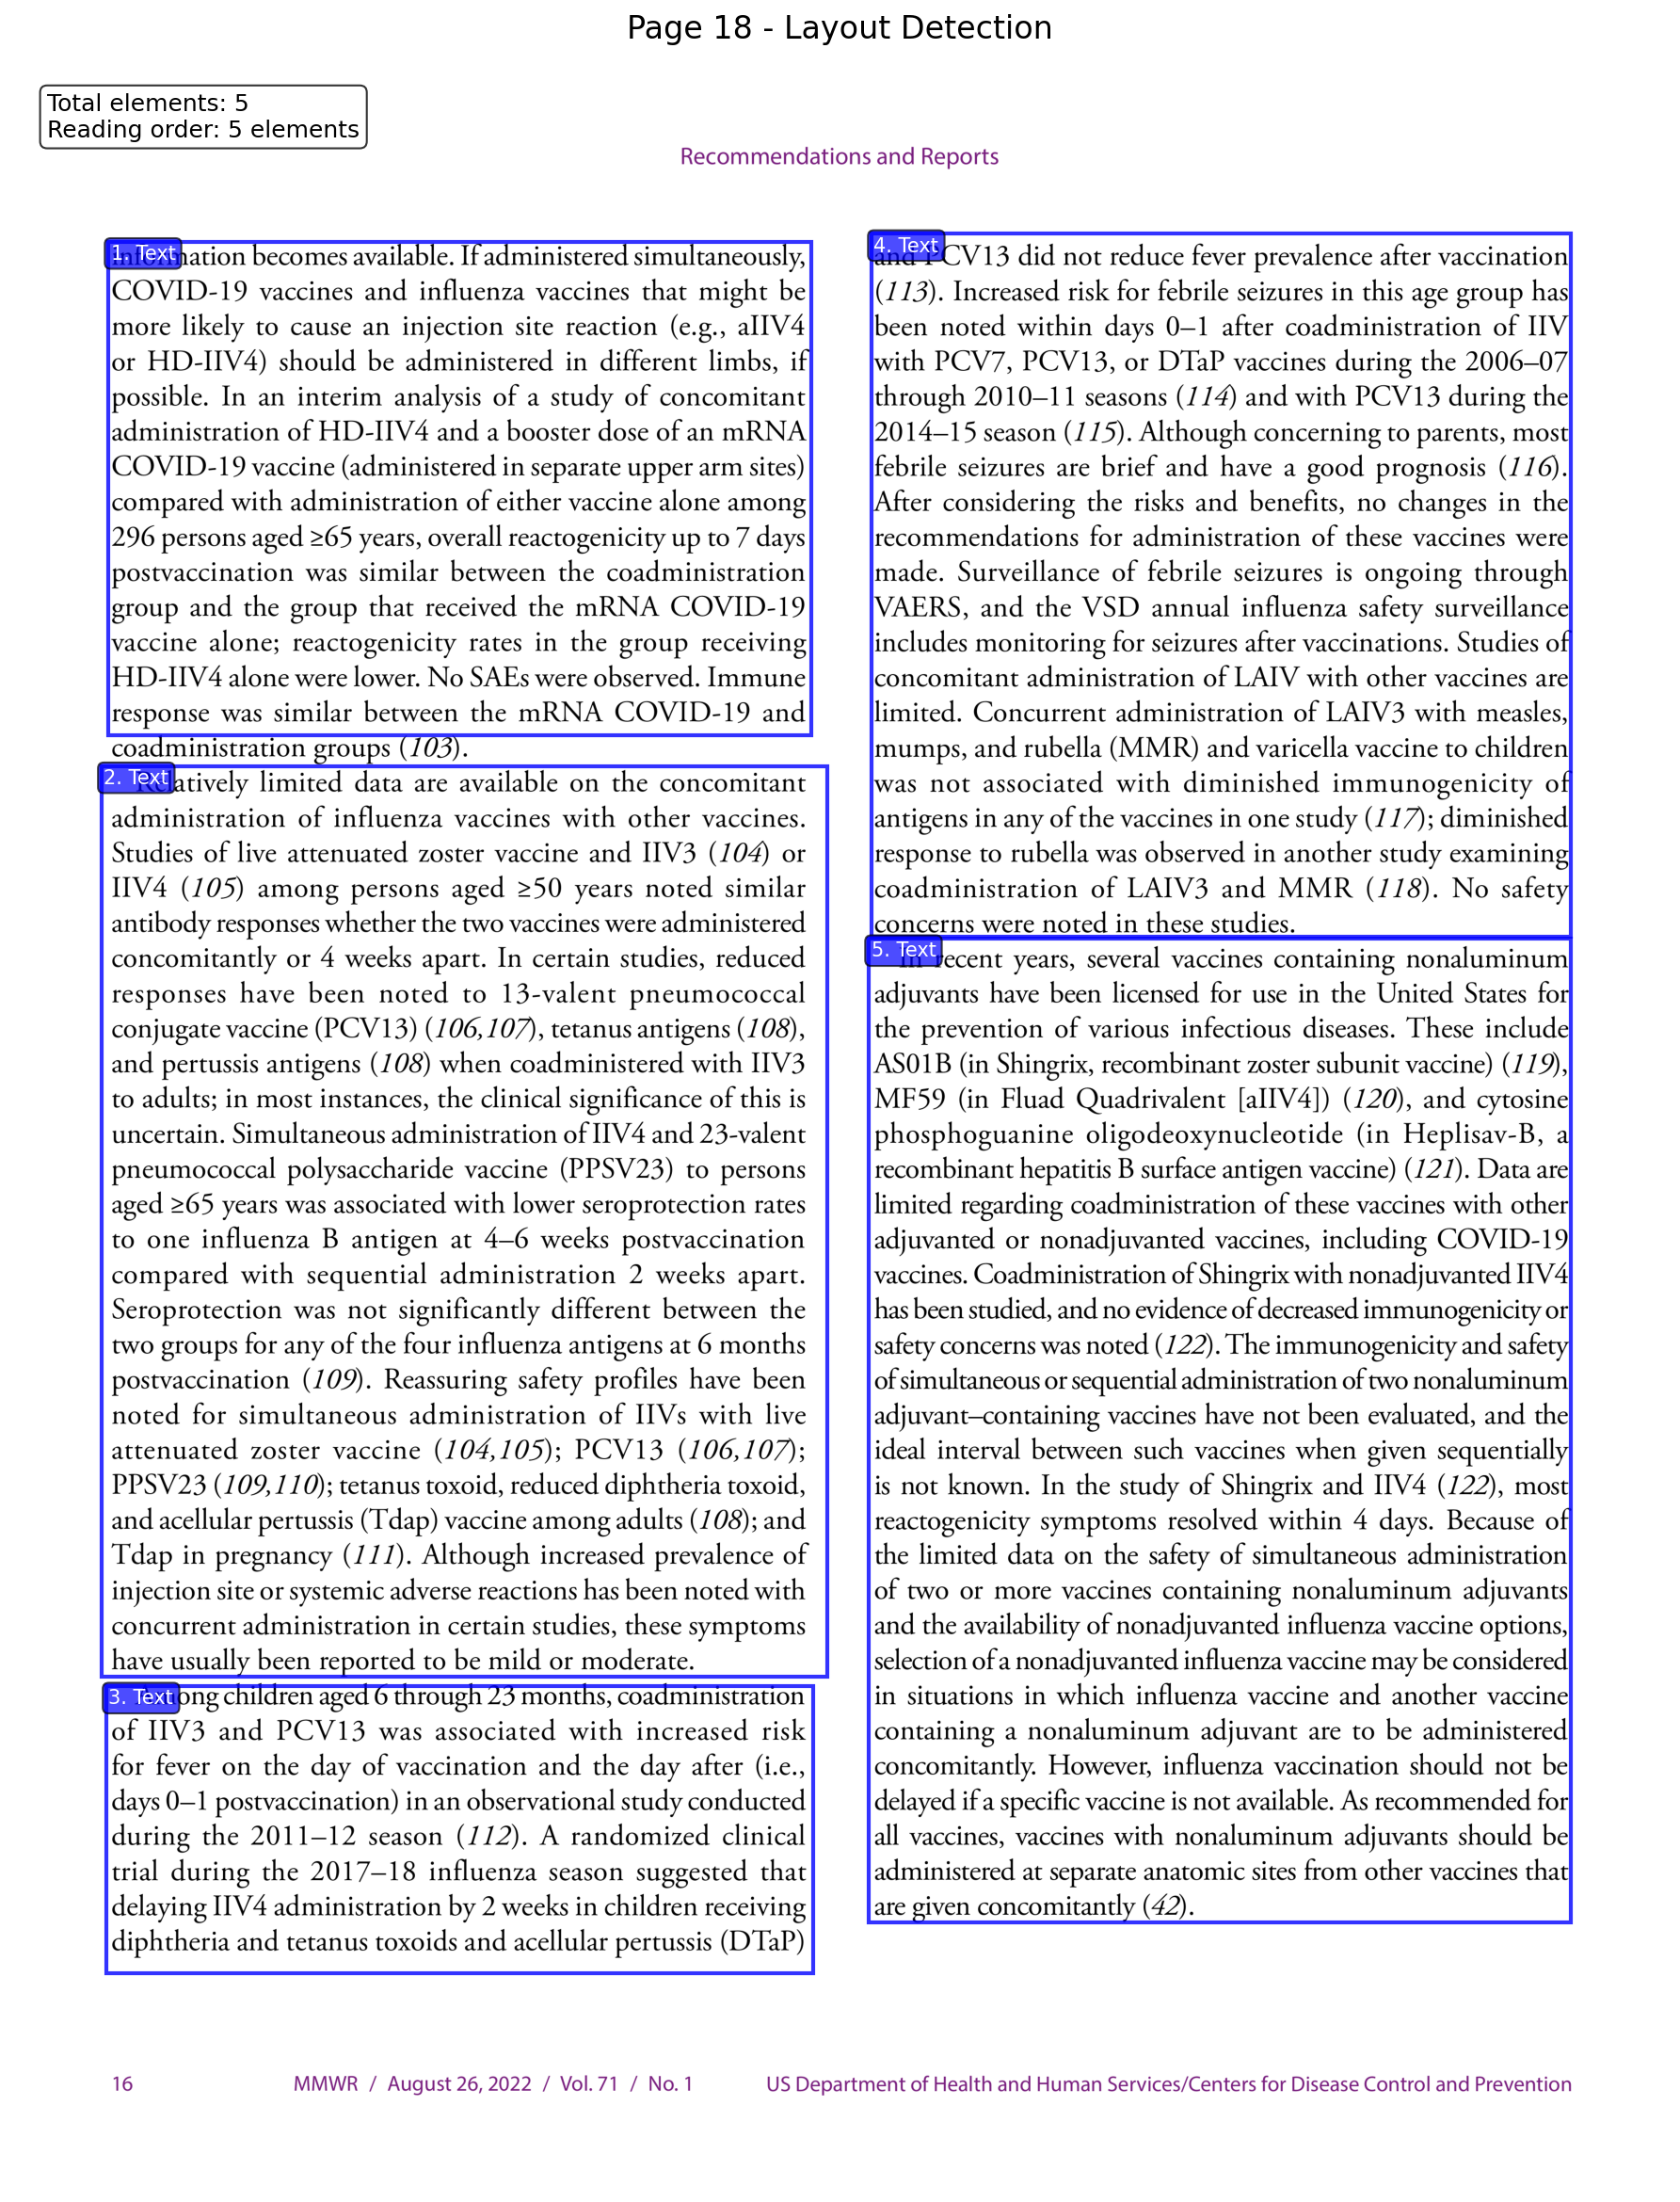 Page 18 - Layout Detection
Total elements: 5
Reading order: 5 elements
Recommendations and Reports
1. Text
information becomes available. If administered simultaneously,
COVID-19 vaccines and influenza vaccines that might be
more likely to cause an injection site reaction (e.g., aIIV4
or HD-IIV4) should be administered in different limbs, if
possible. In an interim analysis of a study of concomitant
administration of HD-IIV4 and a booster dose of an mRNA
COVID-19 vaccine (administered in separate upper arm sites)
compared with administration of either vaccine alone among
296 persons aged ≥65 years, overall reactogenicity up to 7 days
postvaccination was similar between the coadministration
group and the group that received the mRNA COVID-19
vaccine alone; reactogenicity rates in the group receiving
HD-IIV4 alone were lower. No SAEs were observed. Immune
response was similar between the mRNA COVID-19 and
coadministration groups (103).
2. Text
Relatively limited data are available on the concomitant
administration of influenza vaccines with other vaccines.
Studies of live attenuated zoster vaccine and IIV3 (104) or
IIV4 (105) among persons aged ≥50 years noted similar
antibody responses whether the two vaccines were administered
concomitantly or 4 weeks apart. In certain studies, reduced
responses have been noted to 13-valent pneumococcal
conjugate vaccine (PCV13) (106,107), tetanus antigens (108),
and pertussis antigens (108) when coadministered with IIV3
to adults; in most instances, the clinical significance of this is
uncertain. Simultaneous administration of IIV4 and 23-valent
pneumococcal polysaccharide vaccine (PPSV23) to persons
aged ≥65 years was associated with lower seroprotection rates
to one influenza B antigen at 4–6 weeks postvaccination
compared with sequential administration 2 weeks apart.
Seroprotection was not significantly different between the
two groups for any of the four influenza antigens at 6 months
postvaccination (109). Reassuring safety profiles have been
noted for simultaneous administration of IIVs with live
attenuated zoster vaccine (104,105); PCV13 (106,107);
PPSV23 (109,110); tetanus toxoid, reduced diphtheria toxoid,
and acellular pertussis (Tdap) vaccine among adults (108); and
Tdap in pregnancy (111). Although increased prevalence of
injection site or systemic adverse reactions has been noted with
concurrent administration in certain studies, these symptoms
have usually been reported to be mild or moderate.
3. Text
Among children aged 6 through 23 months, coadministration
of IIV3 and PCV13 was associated with increased risk
for fever on the day of vaccination and the day after (i.e.,
days 0–1 postvaccination) in an observational study conducted
during the 2011–12 season (112). A randomized clinical
trial during the 2017–18 influenza season suggested that
delaying IIV4 administration by 2 weeks in children receiving
diphtheria and tetanus toxoids and acellular pertussis (DTaP)
4. Text
and PCV13 did not reduce fever prevalence after vaccination
(113). Increased risk for febrile seizures in this age group has
been noted within days 0–1 after coadministration of IIV
with PCV7, PCV13, or DTaP vaccines during the 2006–07
through 2010–11 seasons (114) and with PCV13 during the
2014–15 season (115). Although concerning to parents, most
febrile seizures are brief and have a good prognosis (116).
After considering the risks and benefits, no changes in the
recommendations for administration of these vaccines were
made. Surveillance of febrile seizures is ongoing through
VAERS, and the VSD annual influenza safety surveillance
includes monitoring for seizures after vaccinations. Studies of
concomitant administration of LAIV with other vaccines are
limited. Concurrent administration of LAIV3 with measles,
mumps, and rubella (MMR) and varicella vaccine to children
was not associated with diminished immunogenicity of
antigens in any of the vaccines in one study (117); diminished
response to rubella was observed in another study examining
coadministration of LAIV3 and MMR (118). No safety
concerns were noted in these studies.
5. Text
In recent years, several vaccines containing nonaluminum
adjuvants have been licensed for use in the United States for
the prevention of various infectious diseases. These include
AS01B (in Shingrix, recombinant zoster subunit vaccine) (119),
MF59 (in Fluad Quadrivalent [aIIV4]) (120), and cytosine
phosphoguanine oligodeoxynucleotide (in Heplisav-B, a
recombinant hepatitis B surface antigen vaccine) (121). Data are
limited regarding coadministration of these vaccines with other
adjuvanted or nonadjuvanted vaccines, including COVID-19
vaccines. Coadministration of Shingrix with nonadjuvanted IIV4
has been studied, and no evidence of decreased immunogenicity or
safety concerns was noted (122). The immunogenicity and safety
of simultaneous or sequential administration of two nonaluminum
adjuvant–containing vaccines have not been evaluated, and the
ideal interval between such vaccines when given sequentially
is not known. In the study of Shingrix and IIV4 (122), most
reactogenicity symptoms resolved within 4 days. Because of
the limited data on the safety of simultaneous administration
of two or more vaccines containing nonaluminum adjuvants
and the availability of nonadjuvanted influenza vaccine options,
selection of a nonadjuvanted influenza vaccine may be considered
in situations in which influenza vaccine and another vaccine
containing a nonaluminum adjuvant are to be administered
concomitantly. However, influenza vaccination should not be
delayed if a specific vaccine is not available. As recommended for
all vaccines, vaccines with nonaluminum adjuvants should be
administered at separate anatomic sites from other vaccines that
are given concomitantly (42).
16 MMWR / August 26, 2022 / Vol. 71 / No. 1 US Department of Health and Human Services/Centers for Disease Control and Prevention